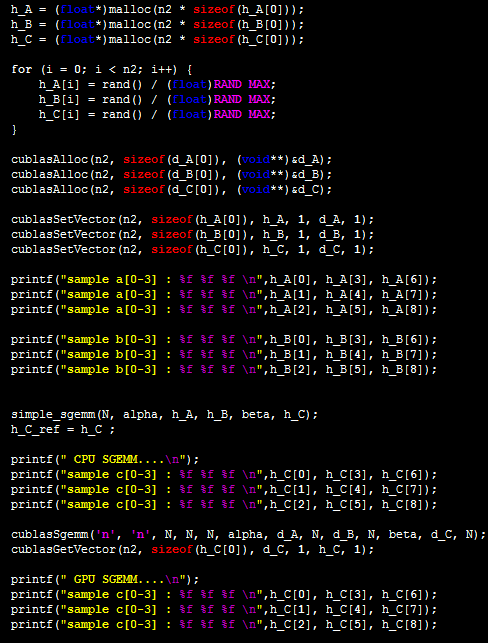 h_A = (float*)malloc(n2 * sizeof(h_A[0]));
h_B = (float*)malloc(n2 * sizeof(h_B[0]));
h_C = (float*)malloc(n2 * sizeof(h_C[0]));
for (i = 0; i < n2; i++) {
h_A[i] = rand() / (float)RAND_MAX;
h_B[i] = rand() / (float)RAND_MAX;
h_C[i] = rand() / (float)RAND_MAX;
}
cublasAlloc(n2, sizeof(d_A[0]), (void**)&d_A);
cublasAlloc(n2, sizeof(d_B[0]), (void**)&d_B);
cublasAlloc(n2, sizeof(d_C[0]), (void**)&d_C);
cublasSetVector(n2, sizeof(h_A[0]), h_A, 1, d_A, 1);
cublasSetVector(n2, sizeof(h_B[0]), h_B, 1, d_B, 1);
cublasSetVector(n2, sizeof(h_C[0]), h_C, 1, d_C, 1);
printf("sample a[0-3] : %f %f %f \n",h_A[0], h_A[3], h_A[6]);
printf("sample a[0-3] : %f %f %f \n",h_A[1], h_A[4], h_A[7]);
printf("sample a[0-3] : %f %f %f \n",h_A[2], h_A[5], h_A[8]);
printf("sample b[0-3] : %f %f %f \n",h_B[0], h_B[3], h_B[6]);
printf("sample b[0-3] : %f %f %f \n",h_B[1], h_B[4], h_B[7]);
printf("sample b[0-3] : %f %f %f \n",h_B[2], h_B[5], h_B[8]);
simple_sgemm(N, alpha, h_A, h_B, beta, h_C);
h_C_ref = h_C ;
printf(" CPU SGEMM....\n");
printf("sample c[0-3] : %f %f %f \n",h_C[0], h_C[3], h_C[6]);
printf("sample c[0-3] : %f %f %f \n",h_C[1], h_C[4], h_C[7]);
printf("sample c[0-3] : %f %f %f \n",h_C[2], h_C[5], h_C[8]);
cublasSgemm('n', 'n', N, N, N, alpha, d_A, N, d_B, N, beta, d_C, N);
cublasGetVector(n2, sizeof(h_C[0]), d_C, 1, h_C, 1);
printf(" GPU SGEMM....\n");
printf("sample c[0-3] : %f %f %f \n",h_C[0], h_C[3], h_C[6]);
printf("sample c[0-3] : %f %f %f \n",h_C[1], h_C[4], h_C[7]);
printf("sample c[0-3] : %f %f %f \n",h_C[2], h_C[5], h_C[8]);